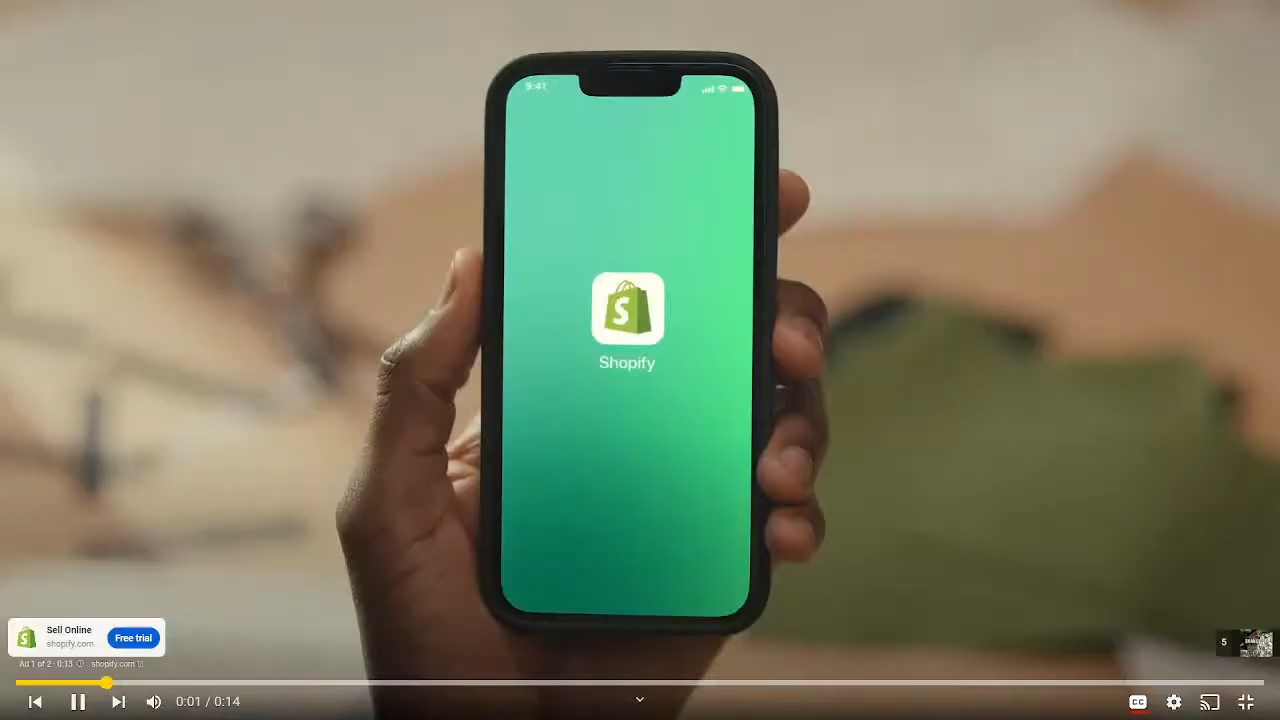 9:41
S
Shopify
S
Sell Online
shopify.com
Free trial
Ad 1 of 2 · 0:13
shopify.com
5
0:01 / 0:14
CC